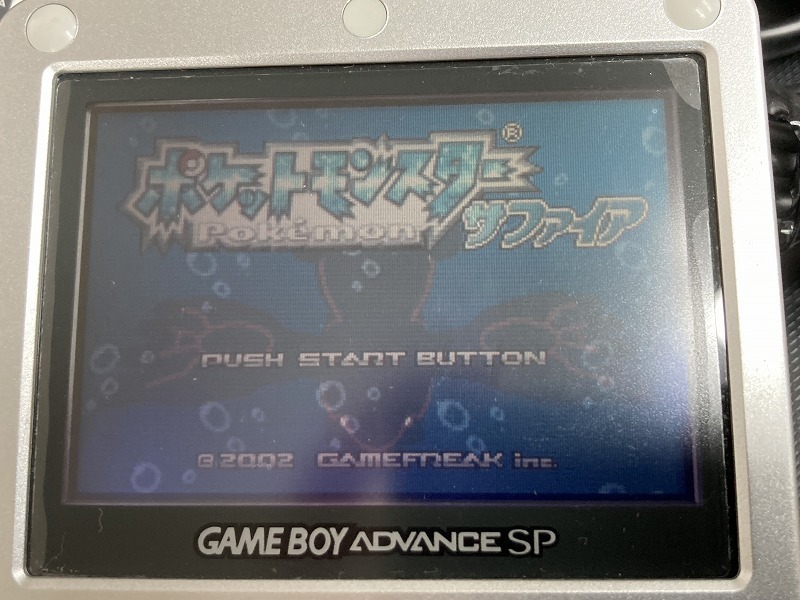 ポケットモンスター®
Pokémon サファイア
PUSH START BUTTON
©2002 GAMEFREAK inc.
GAME BOY ADVANCE SP